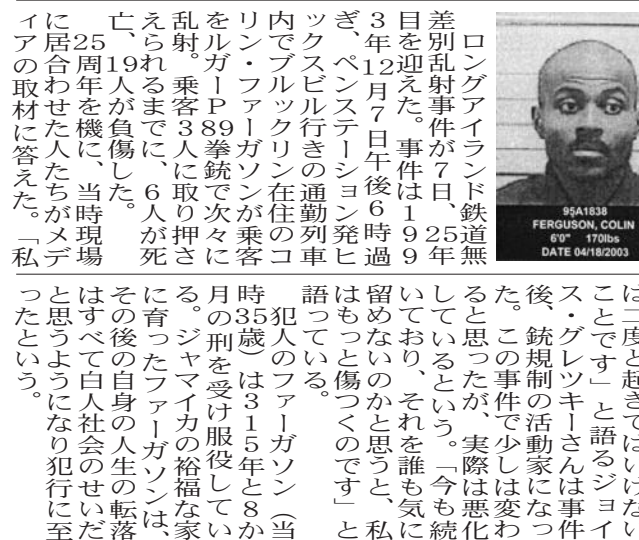 ロングアイランド鉄道無
差別乱射事件が7日、25年
目を迎えた。事件は199
3年12月7日午後6時過
ぎ、ペンステーション発ヒ
ックスビル行きの通勤列車
内でブルックリン在住のコ
リン・ファーガソンが乗客
をルガーP89拳銃で次々に
乱射。乗客3人に取り押さ
えられるまでに、6人が死
亡、19人が負傷した。
25周年を機に、当時現場
に居合わせた人たちがメデ
ィアの取材に答えた。「私
95A1838
FERGUSON, COLIN
6'0" 170lbs
DATE 04/18/2003
は二度と起きてはいけない
ことです」と語るジョイ
ス・グレツキーさんは事件
後、銃規制の活動家になっ
た。この事件で少しは変わ
ると思ったが、実際は悪化
しているという。「今も続
いており、それを誰も気に
留めないのかと思うと、私
はもっと傷つくのです」と
語っている。
犯人のファーガソン（当
時35歳）は315年と8か
月の刑を受け服役してい
る。ジャマイカの裕福な家
に育ったファーガソンは、
その後の自身の人生の転落
はすべて白人社会のせいだ
と思うようになり犯行に至
ったという。